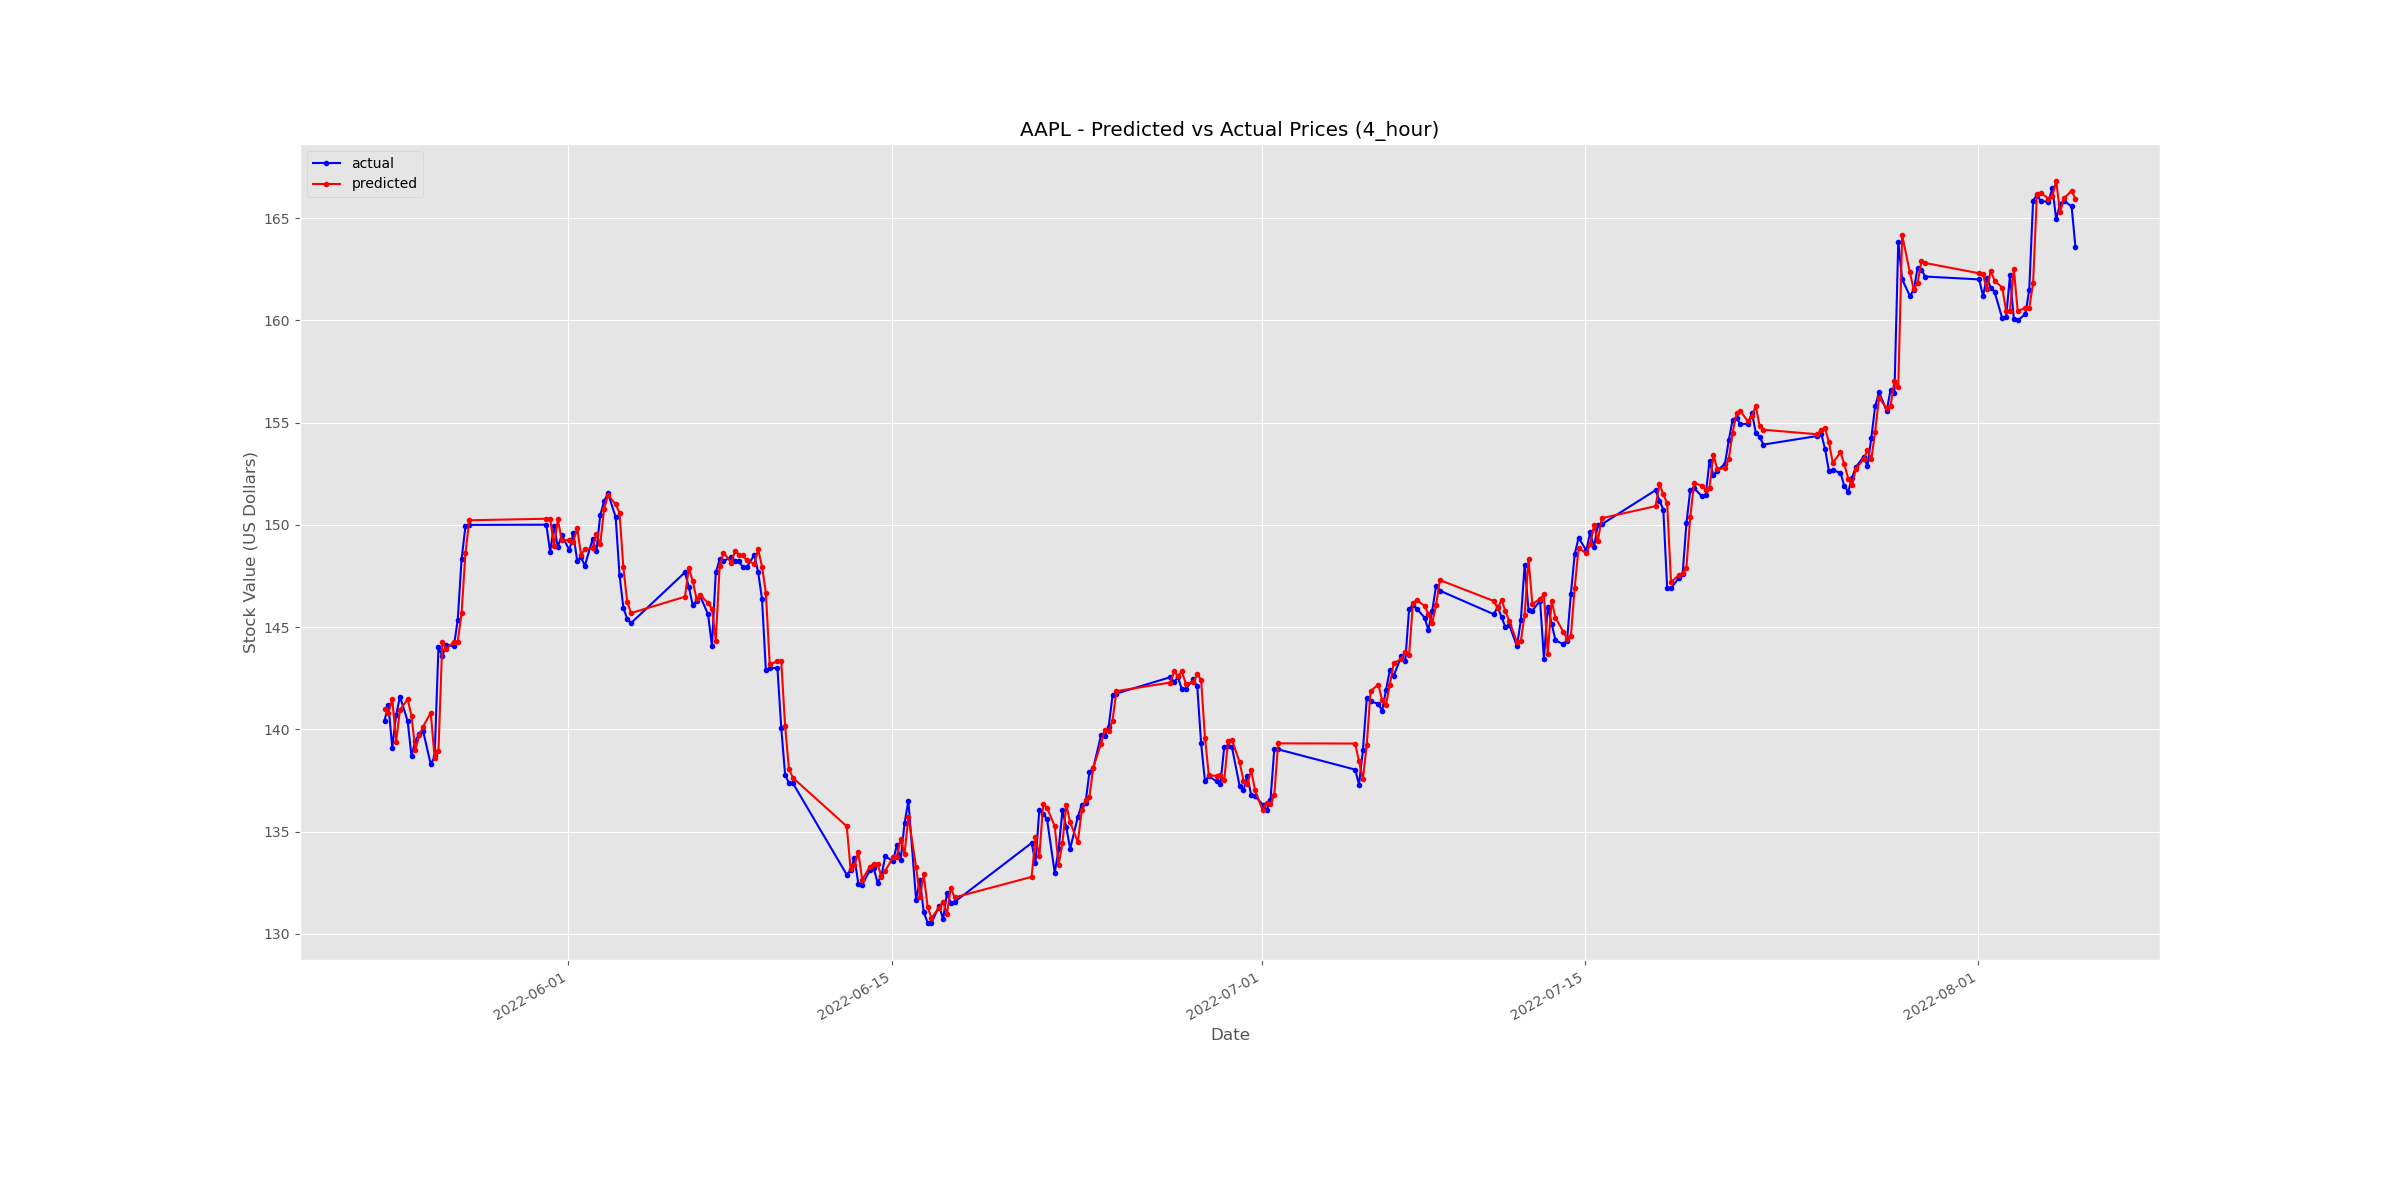 AAPL - Predicted vs Actual Prices (4_hour)
actual
predicted
165
160
155
150
145
140
135
130
Stock Value (US Dollars)
2022-06-01
2022-06-15
2022-07-01
2022-07-15
2022-08-01
Date